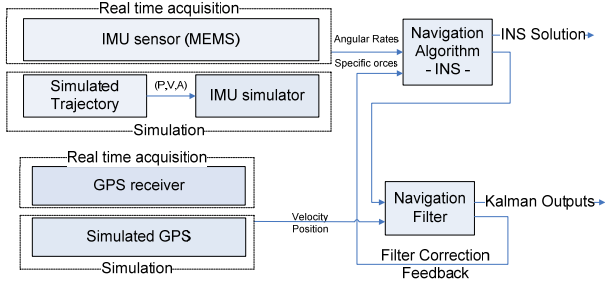 Real time acquisition
IMU sensor (MEMS)
Simulated
Trajectory
(P,V,A)
IMU simulator
Simulation
Angular Rates
Specific orces
Navigation
Algorithm
- INS -
INS Solution
Real time acquisition
GPS receiver
Simulated GPS
Simulation
Velocity
Position
Navigation
Filter
Kalman Outputs
Filter Correction
Feedback